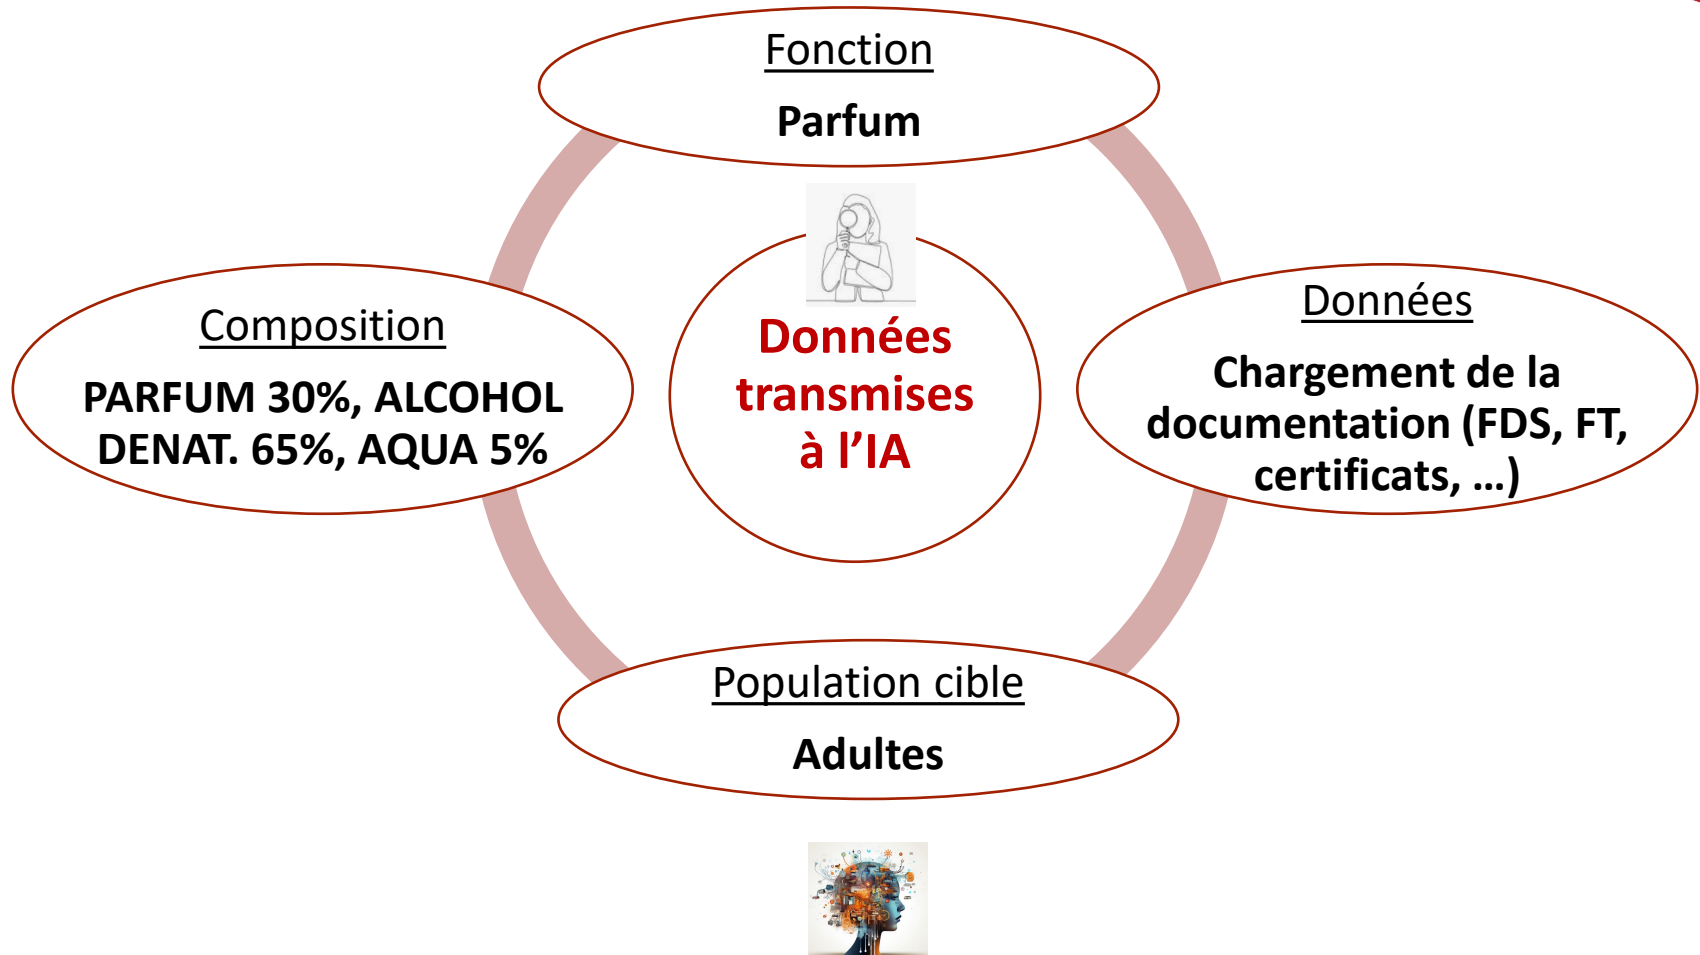 Fonction
Parfum
Composition
PARFUM 30%, ALCOHOL
DENAT. 65%, AQUA 5%
Données
transmises
à l’IA
Données
Chargement de la
documentation (FDS, FT,
certificats, …)
Population cible
Adultes